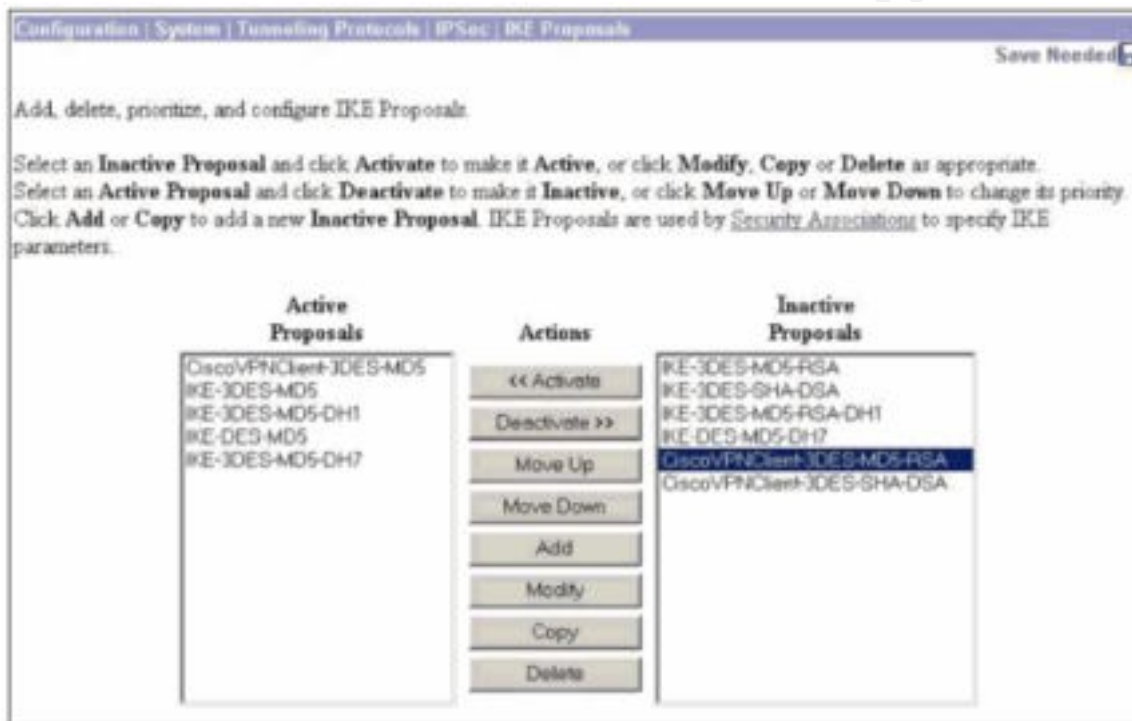 Configuration | System | Tunneling Protocols | IPSec | IKE Proposals
Save Needed
Add, delete, prioritize, and configure IKE Proposals.
Select an Inactive Proposal and click Activate to make it Active, or click Modify, Copy or Delete as appropriate.
Select an Active Proposal and click Deactivate to make it Inactive, or click Move Up or Move Down to change its priority.
Click Add or Copy to add a new Inactive Proposal. IKE Proposals are used by Security Associations to specify IKE
parameters.
Active
Proposals
CiscoVPNClient-3DES-MD5
IKE-3DES-MD5
IKE-3DES-MD5-DH1
IKE-DES-MD5
IKE-3DES-MD5-DH7
Actions
<< Activate
Deactivate >>
Move Up
Move Down
Add
Modify
Copy
Delete
Inactive
Proposals
IKE-3DES-MD5-RSA
IKE-3DES-SHA-DSA
IKE-3DES-MD5-RSA-DH1
IKE-DES-MD5-DH7
CiscoVPNClient-3DES-MD5-RSA
CiscoVPNClient-3DES-SHA-DSA